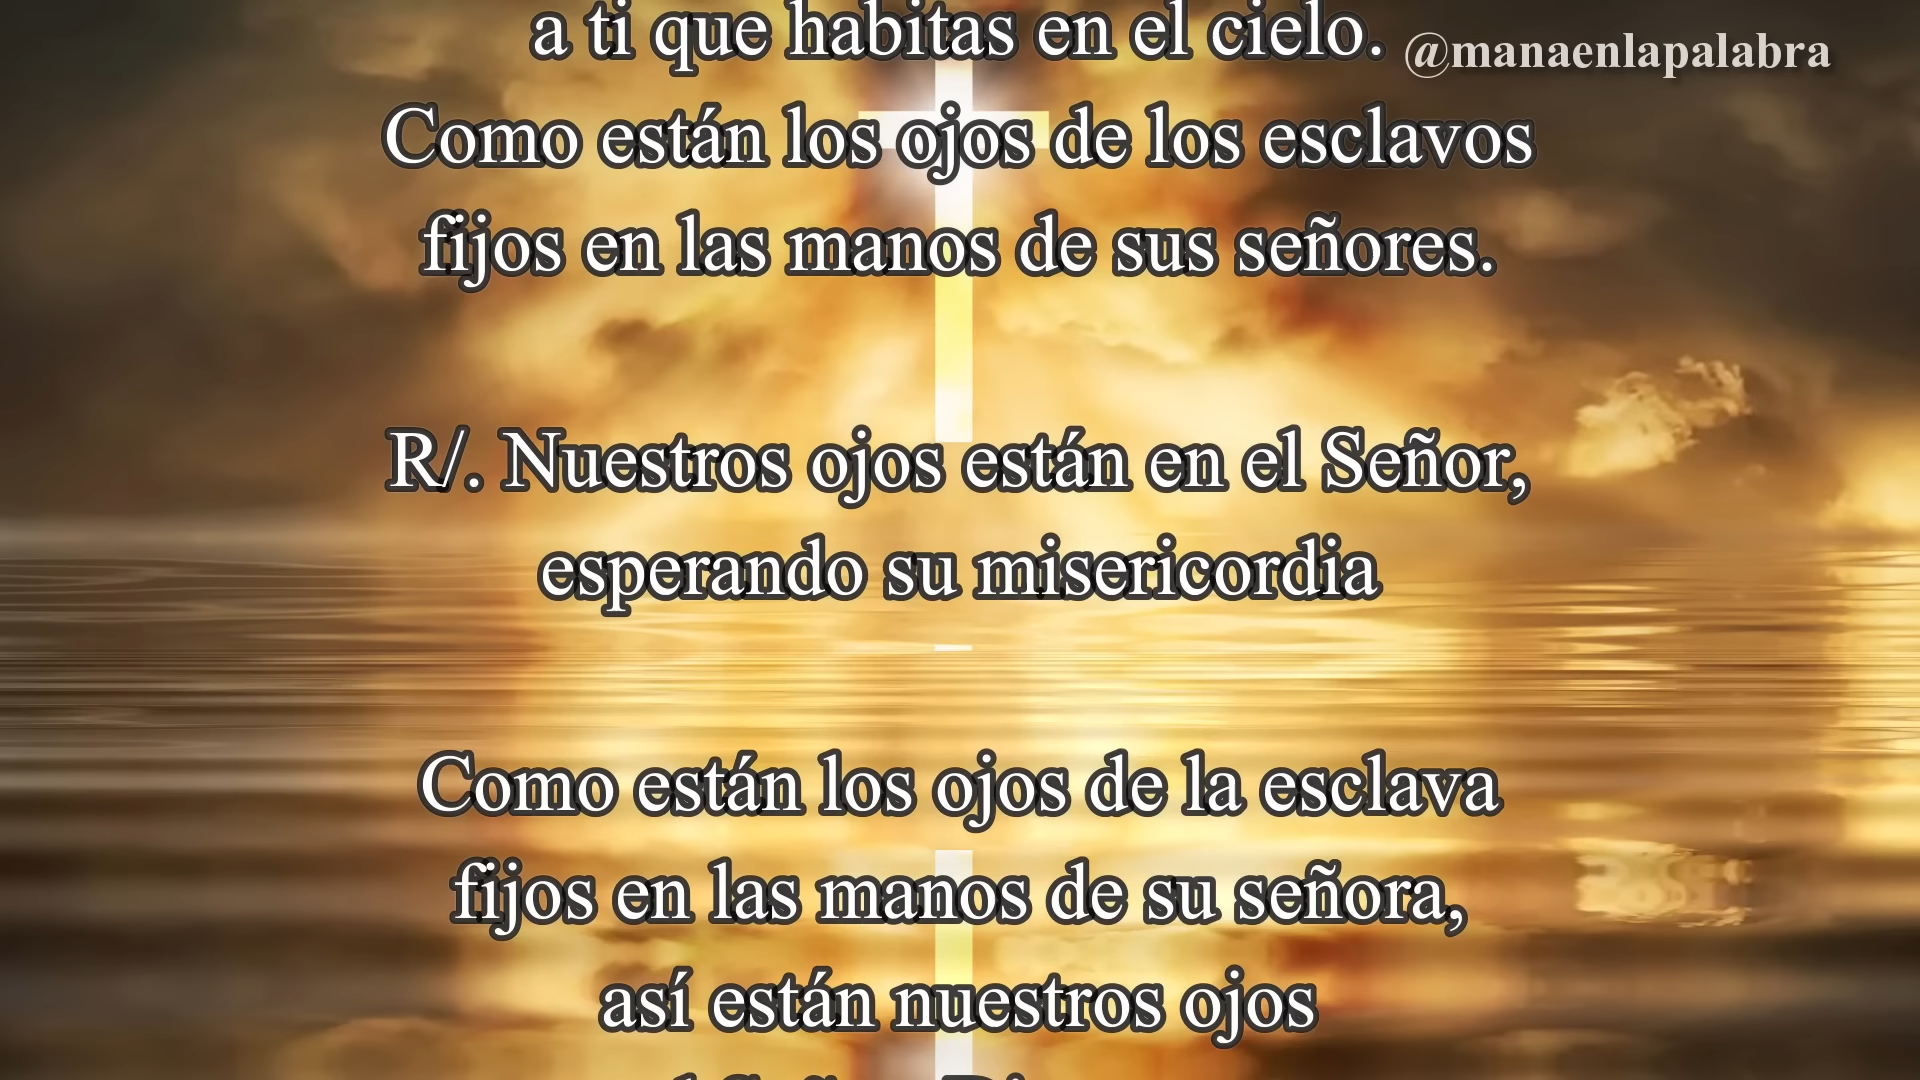 a ti que habitas en el cielo.
@manaenlapalabra
Como están los ojos de los esclavos
fijos en las manos de sus señores.
R/. Nuestros ojos están en el Señor,
esperando su misericordia
Como están los ojos de la esclava
fijos en las manos de su señora,
así están nuestros ojos